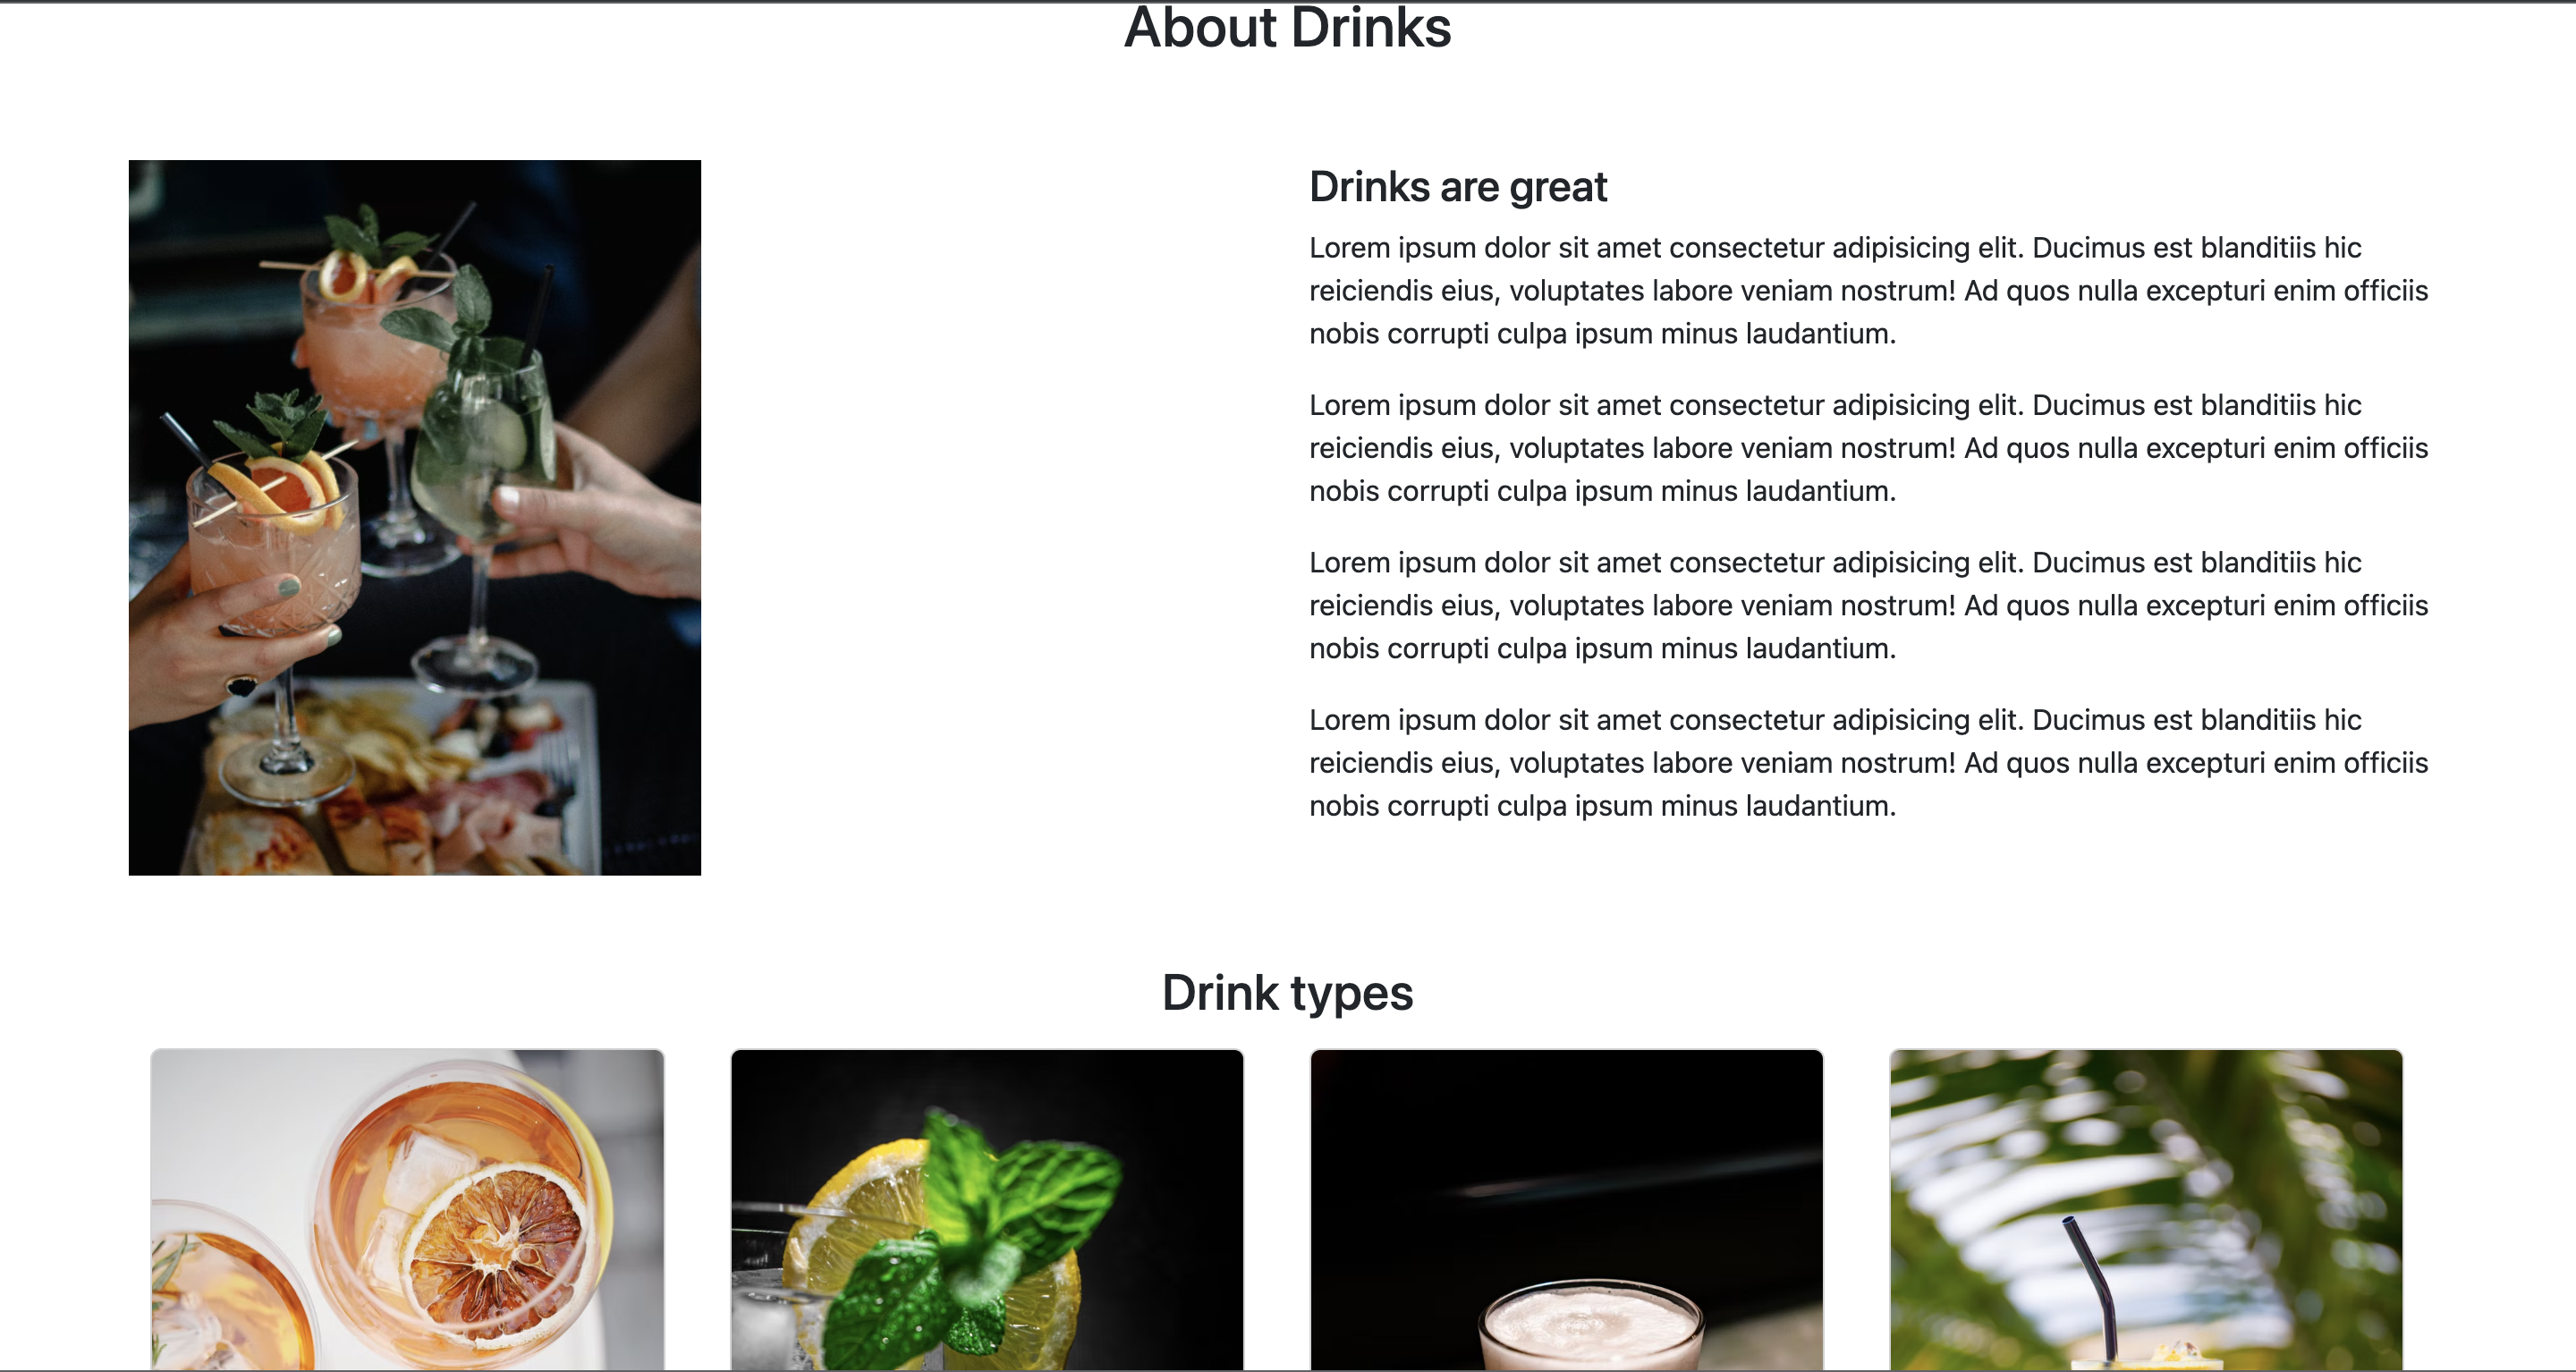 About Drinks
Drinks are great
Lorem ipsum dolor sit amet consectetur adipisicing elit. Ducimus est blanditiis hic
reiciendis eius, voluptates labore veniam nostrum! Ad quos nulla excepturi enim officiis
nobis corrupti culpa ipsum minus laudantium.
Lorem ipsum dolor sit amet consectetur adipisicing elit. Ducimus est blanditiis hic
reiciendis eius, voluptates labore veniam nostrum! Ad quos nulla excepturi enim officiis
nobis corrupti culpa ipsum minus laudantium.
Lorem ipsum dolor sit amet consectetur adipisicing elit. Ducimus est blanditiis hic
reiciendis eius, voluptates labore veniam nostrum! Ad quos nulla excepturi enim officiis
nobis corrupti culpa ipsum minus laudantium.
Lorem ipsum dolor sit amet consectetur adipisicing elit. Ducimus est blanditiis hic
reiciendis eius, voluptates labore veniam nostrum! Ad quos nulla excepturi enim officiis
nobis corrupti culpa ipsum minus laudantium.
Drink types